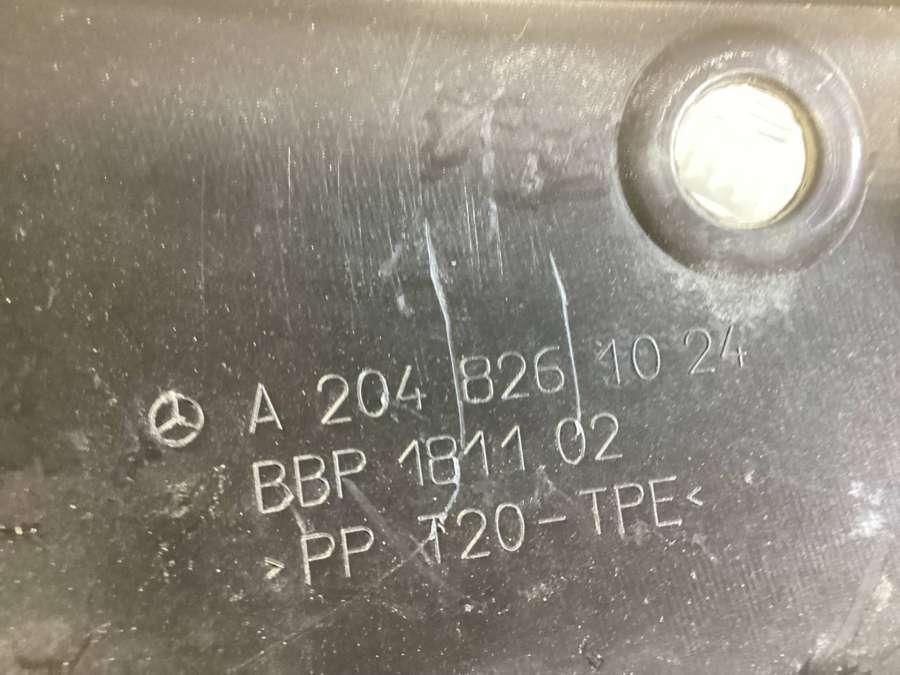 A 204 826 10 24
BBP 1811 02
>PP T20-TPE<